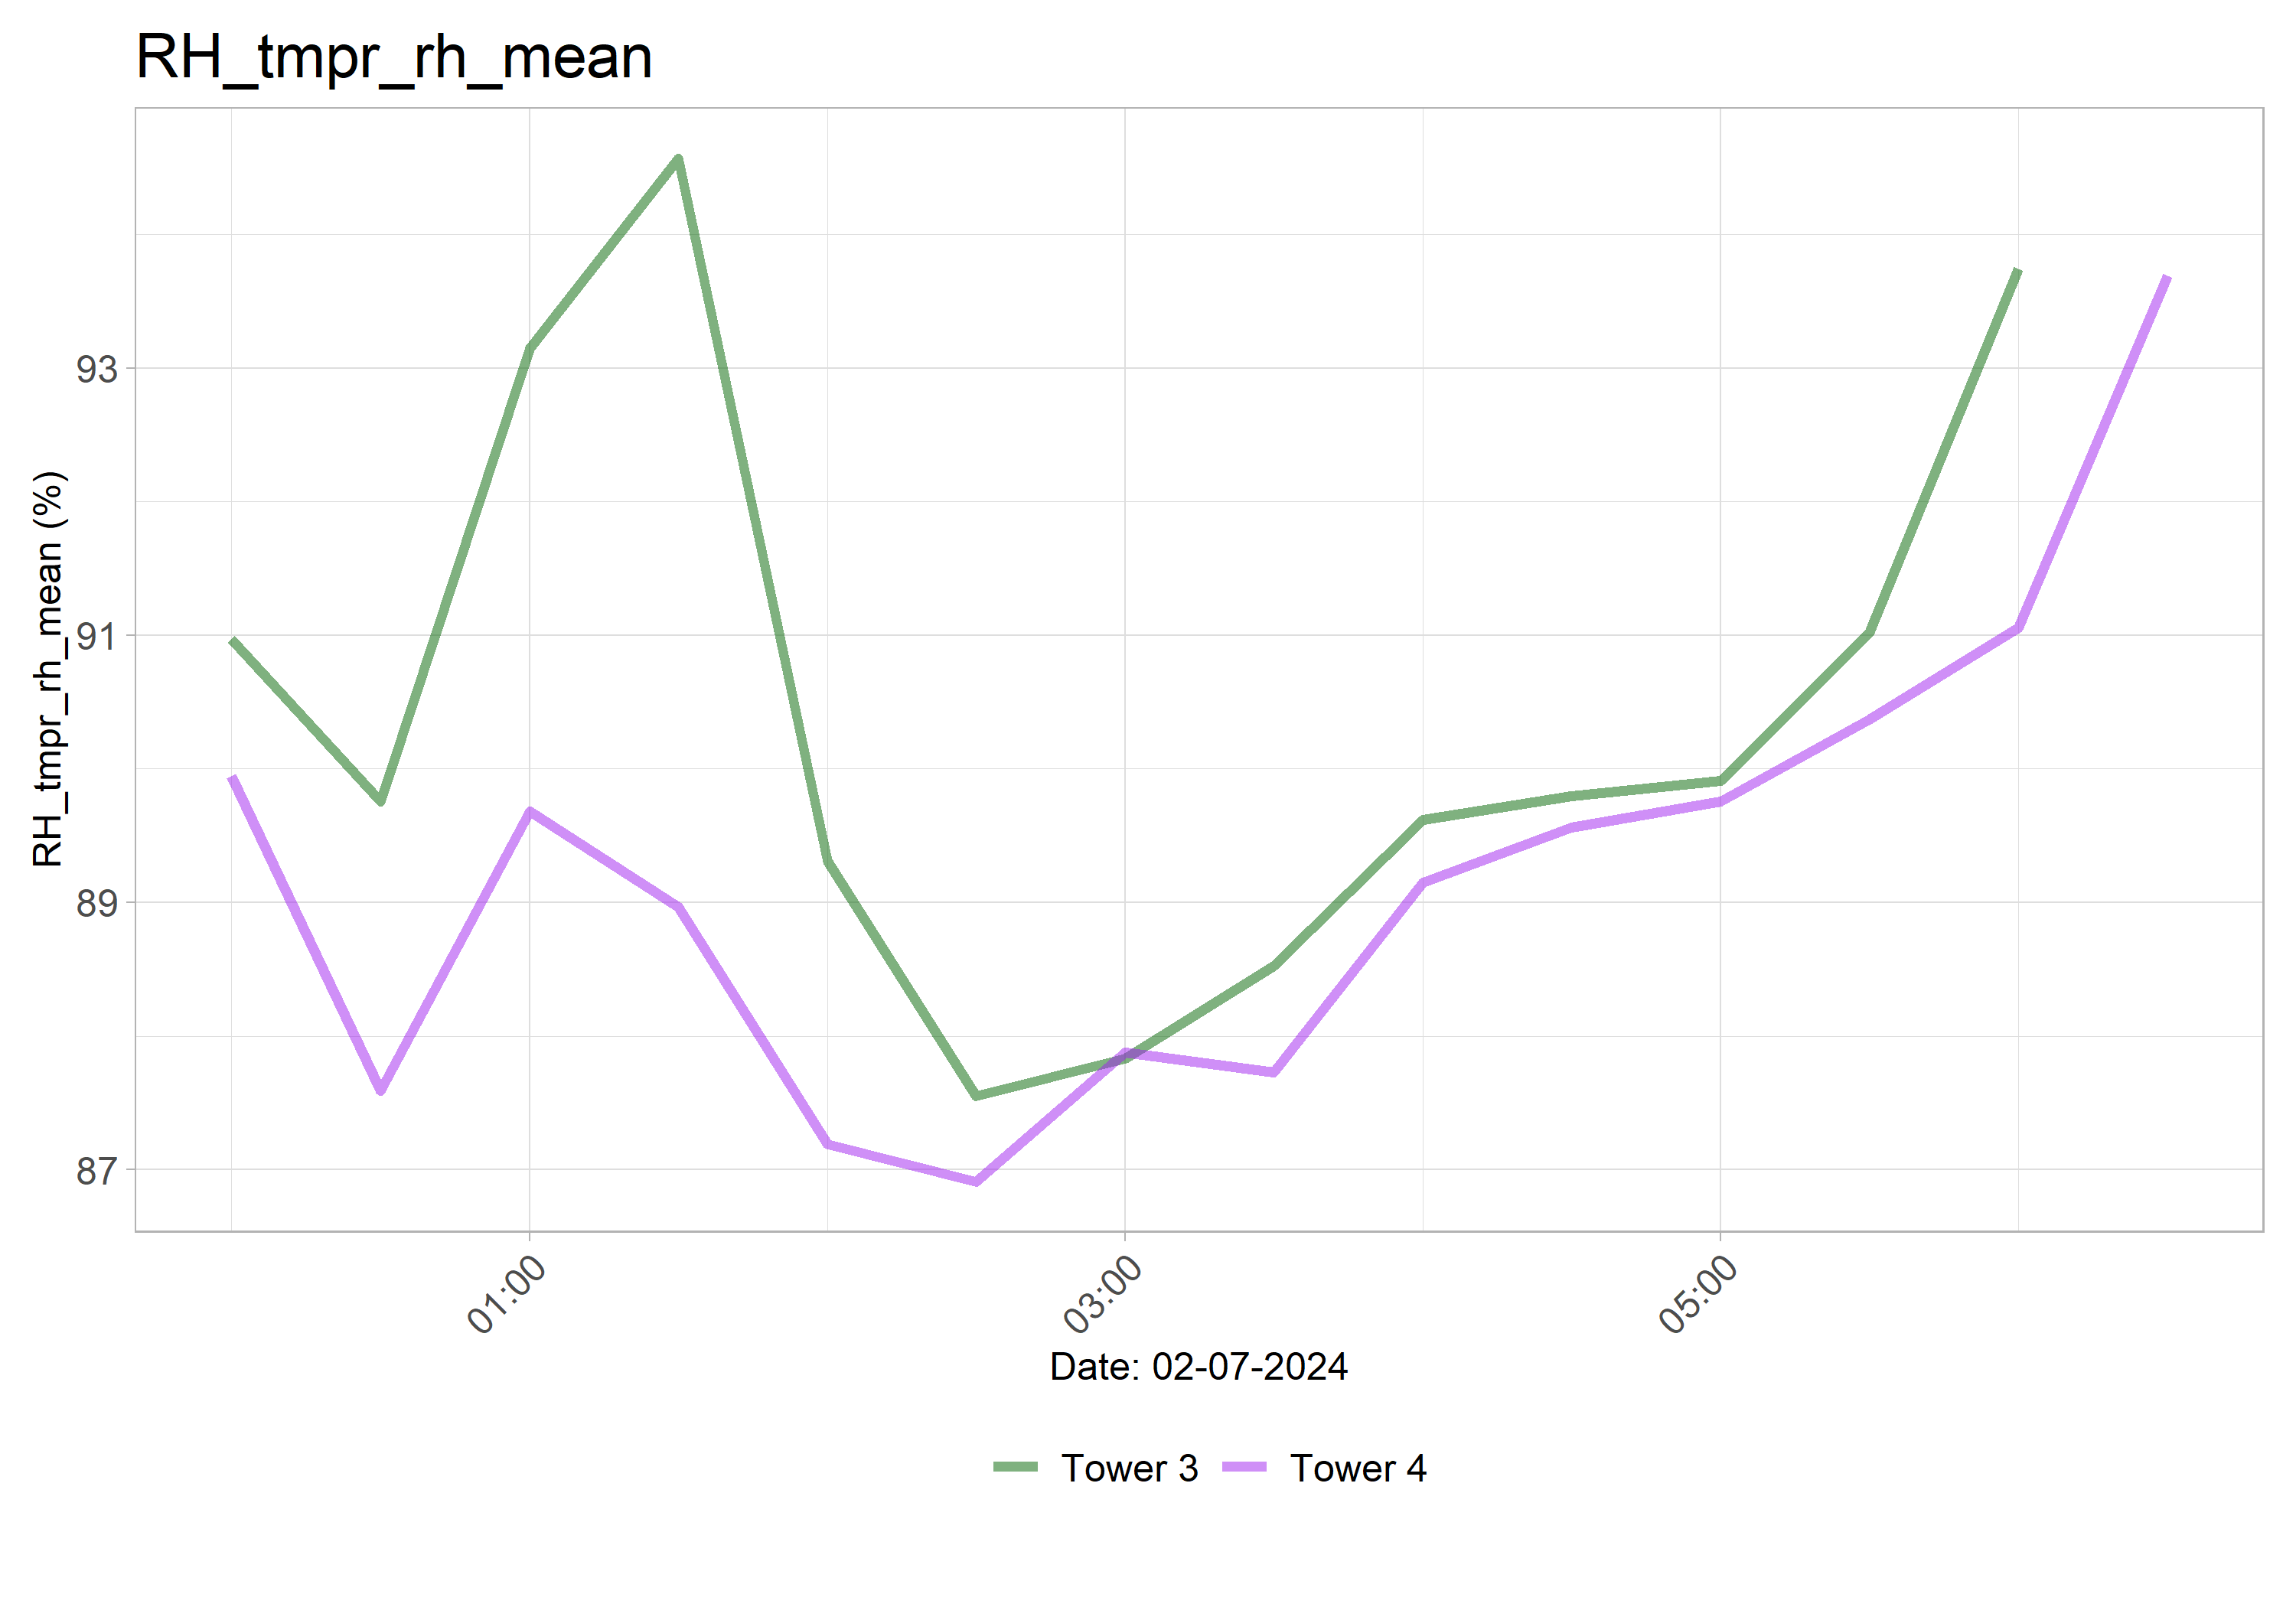 RH_tmpr_rh_mean
RH_tmpr_rh_mean (%)
93
91
89
87
01:00
03:00
05:00
Date: 02-07-2024
Tower 3
Tower 4